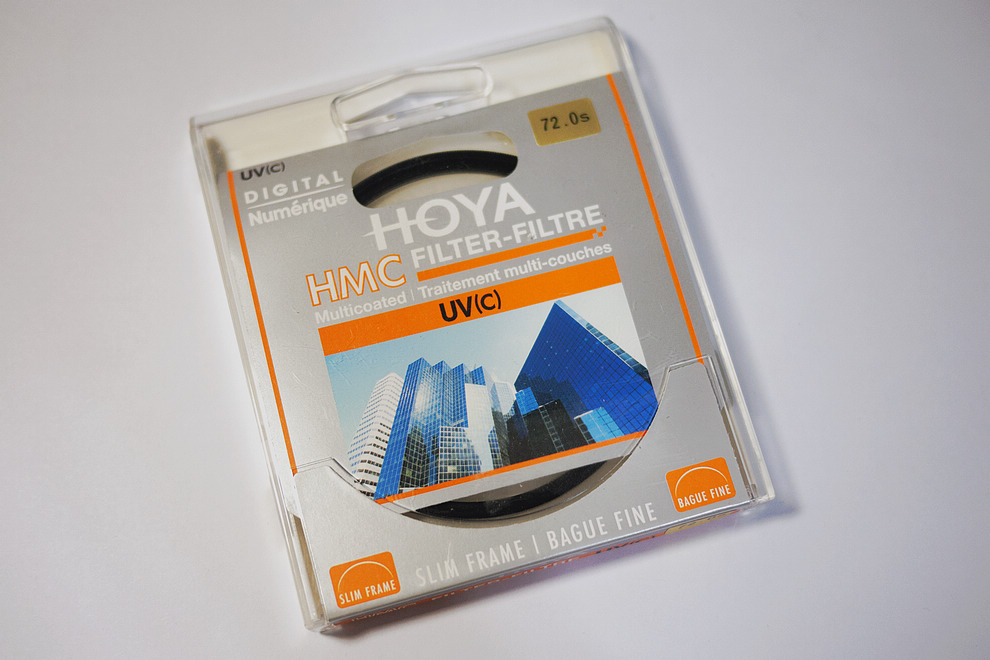 72.0s
UV(C)
DIGITAL
Numérique
HOYA
FILTER-FILTRE
HMC
Multicoated | Traitement multi-couches
UV(C)
SLIM FRAME | BAGUE FINE
BAGUE FINE
SLIM FRAME